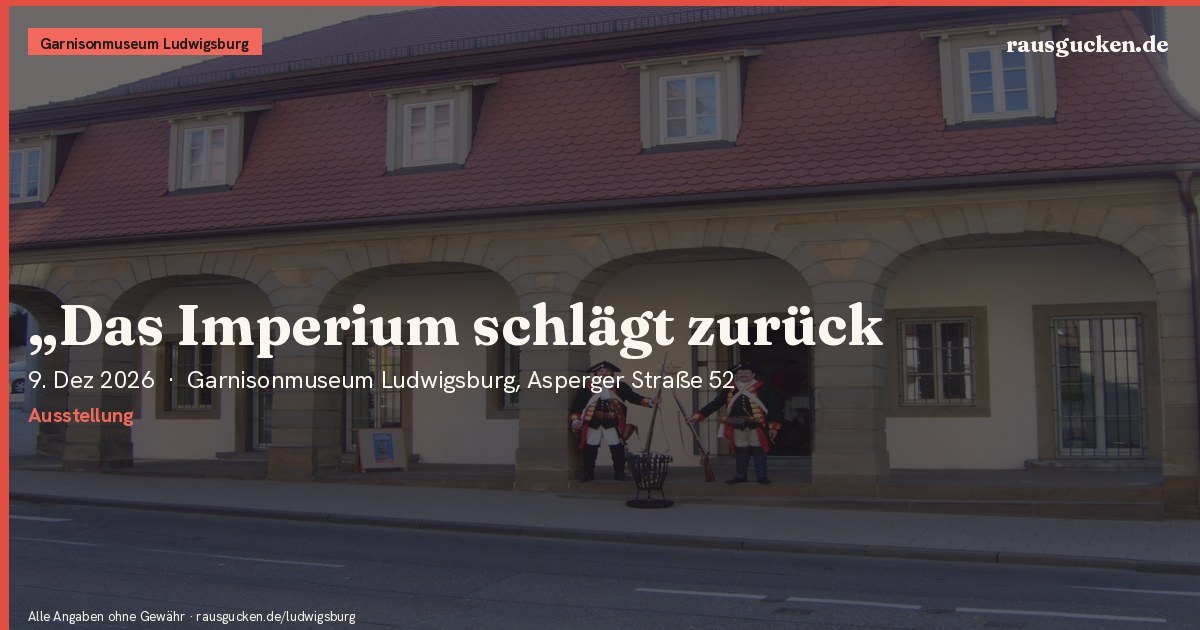 Garnisonmuseum Ludwigsburg
rausgucken.de
„Das Imperium schlägt zurück
9. Dez 2026 · Garnisonmuseum Ludwigsburg, Asperger Straße 52
Ausstellung
Alle Angaben ohne Gewähr · rausgucken.de/ludwigsburg